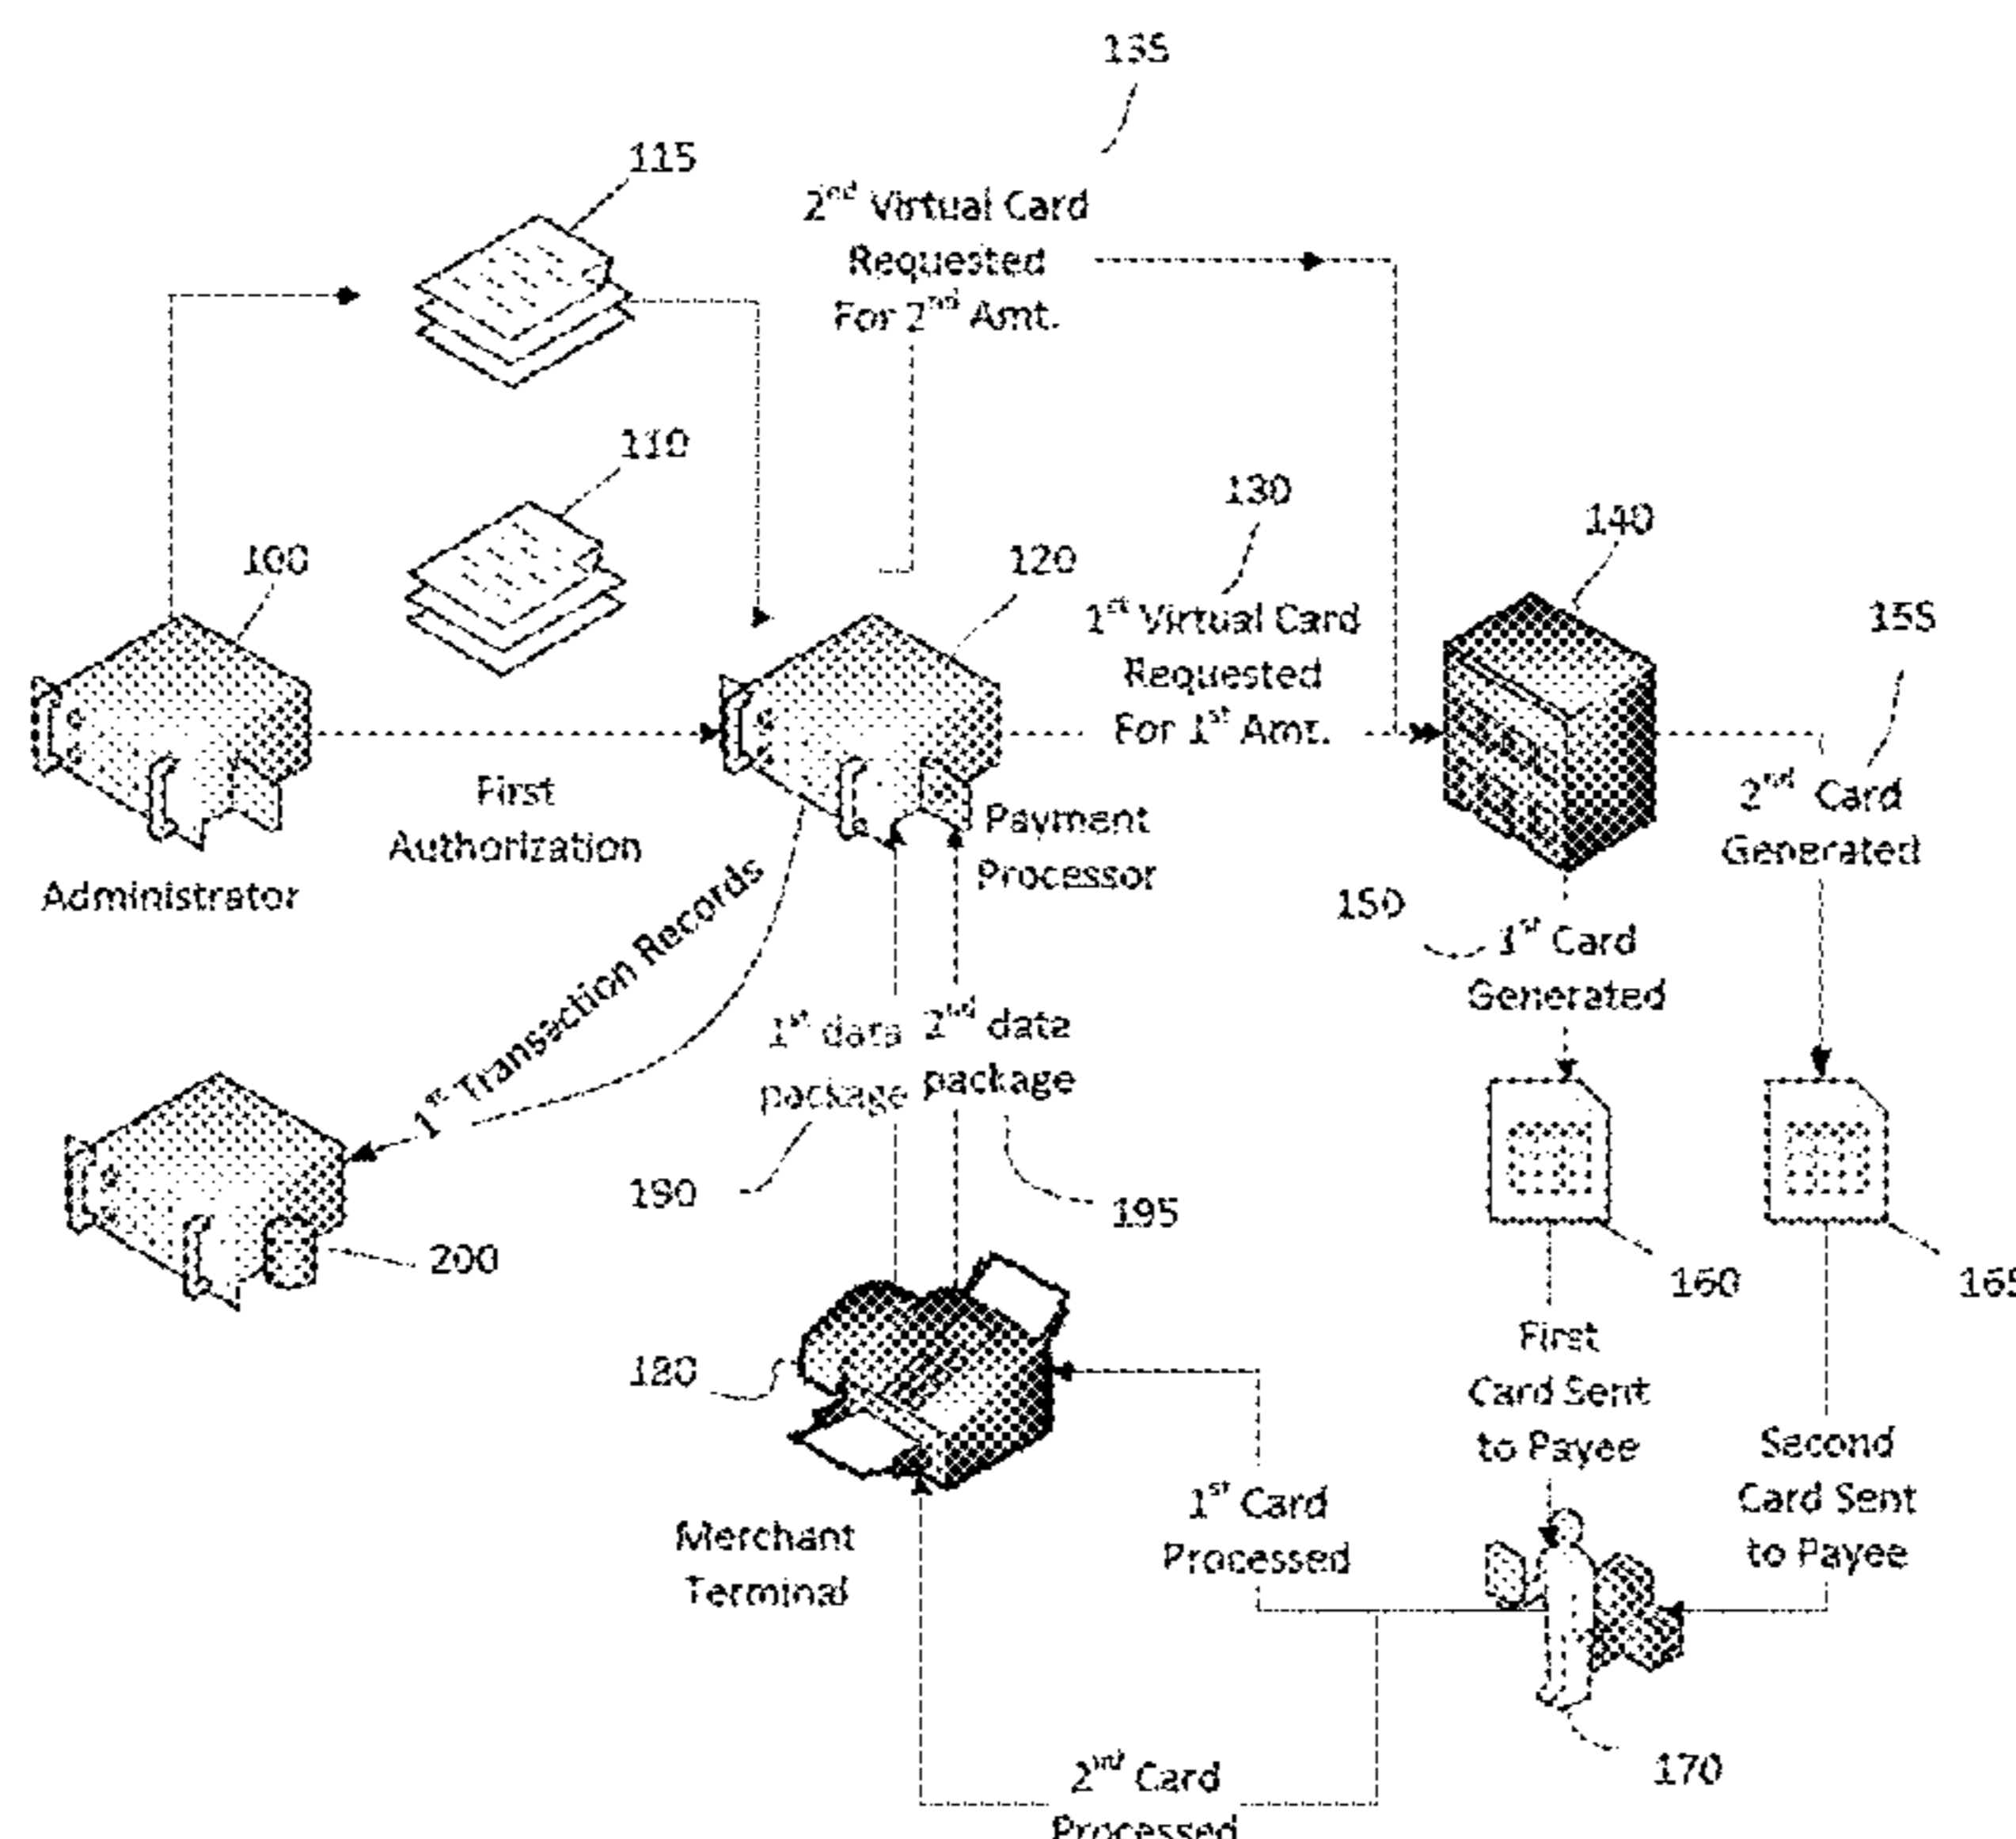 135
115
2nd Virtual Card
Requested
For 2nd Amt.
110
130
140
100
120
1st Virtual Card
Requested
For 1st Amt.
155
First
Authorization
Administrator
Payment
Processor
2nd Card
Generated
150
1st Card
Generated
1st Transaction Records
1st data
package
2nd data
package
190
195
200
160
165
180
First
Card Sent
to Payee
Second
Card Sent
to Payee
1st Card
Processed
Merchant
Terminal
170
2nd Card
Processed